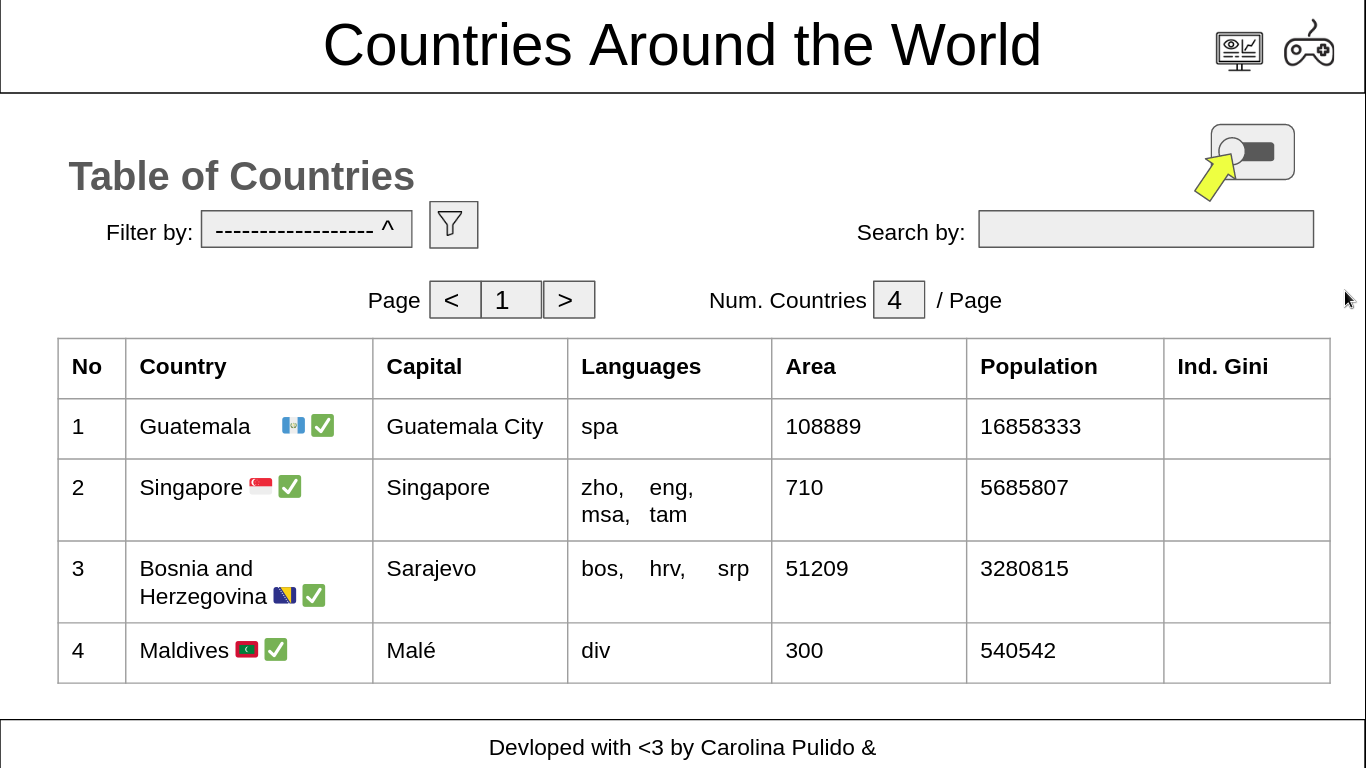 Countries Around the World
Table of Countries
Filter by: ------------------ ^
Search by:
Page < 1 > Num. Countries 4 / Page
No Country Capital Languages Area Population Ind. Gini
1 Guatemala 🇬🇹 ✅ Guatemala City spa 108889 16858333
2 Singapore 🇸🇬 ✅ Singapore zho, eng, 710 5685807
msa, tam
3 Bosnia and Sarajevo bos, hrv, srp 51209 3280815
Herzegovina 🇧🇦 ✅
4 Maldives 🇲🇻 ✅ Malé div 300 540542
Devloped with <3 by Carolina Pulido &